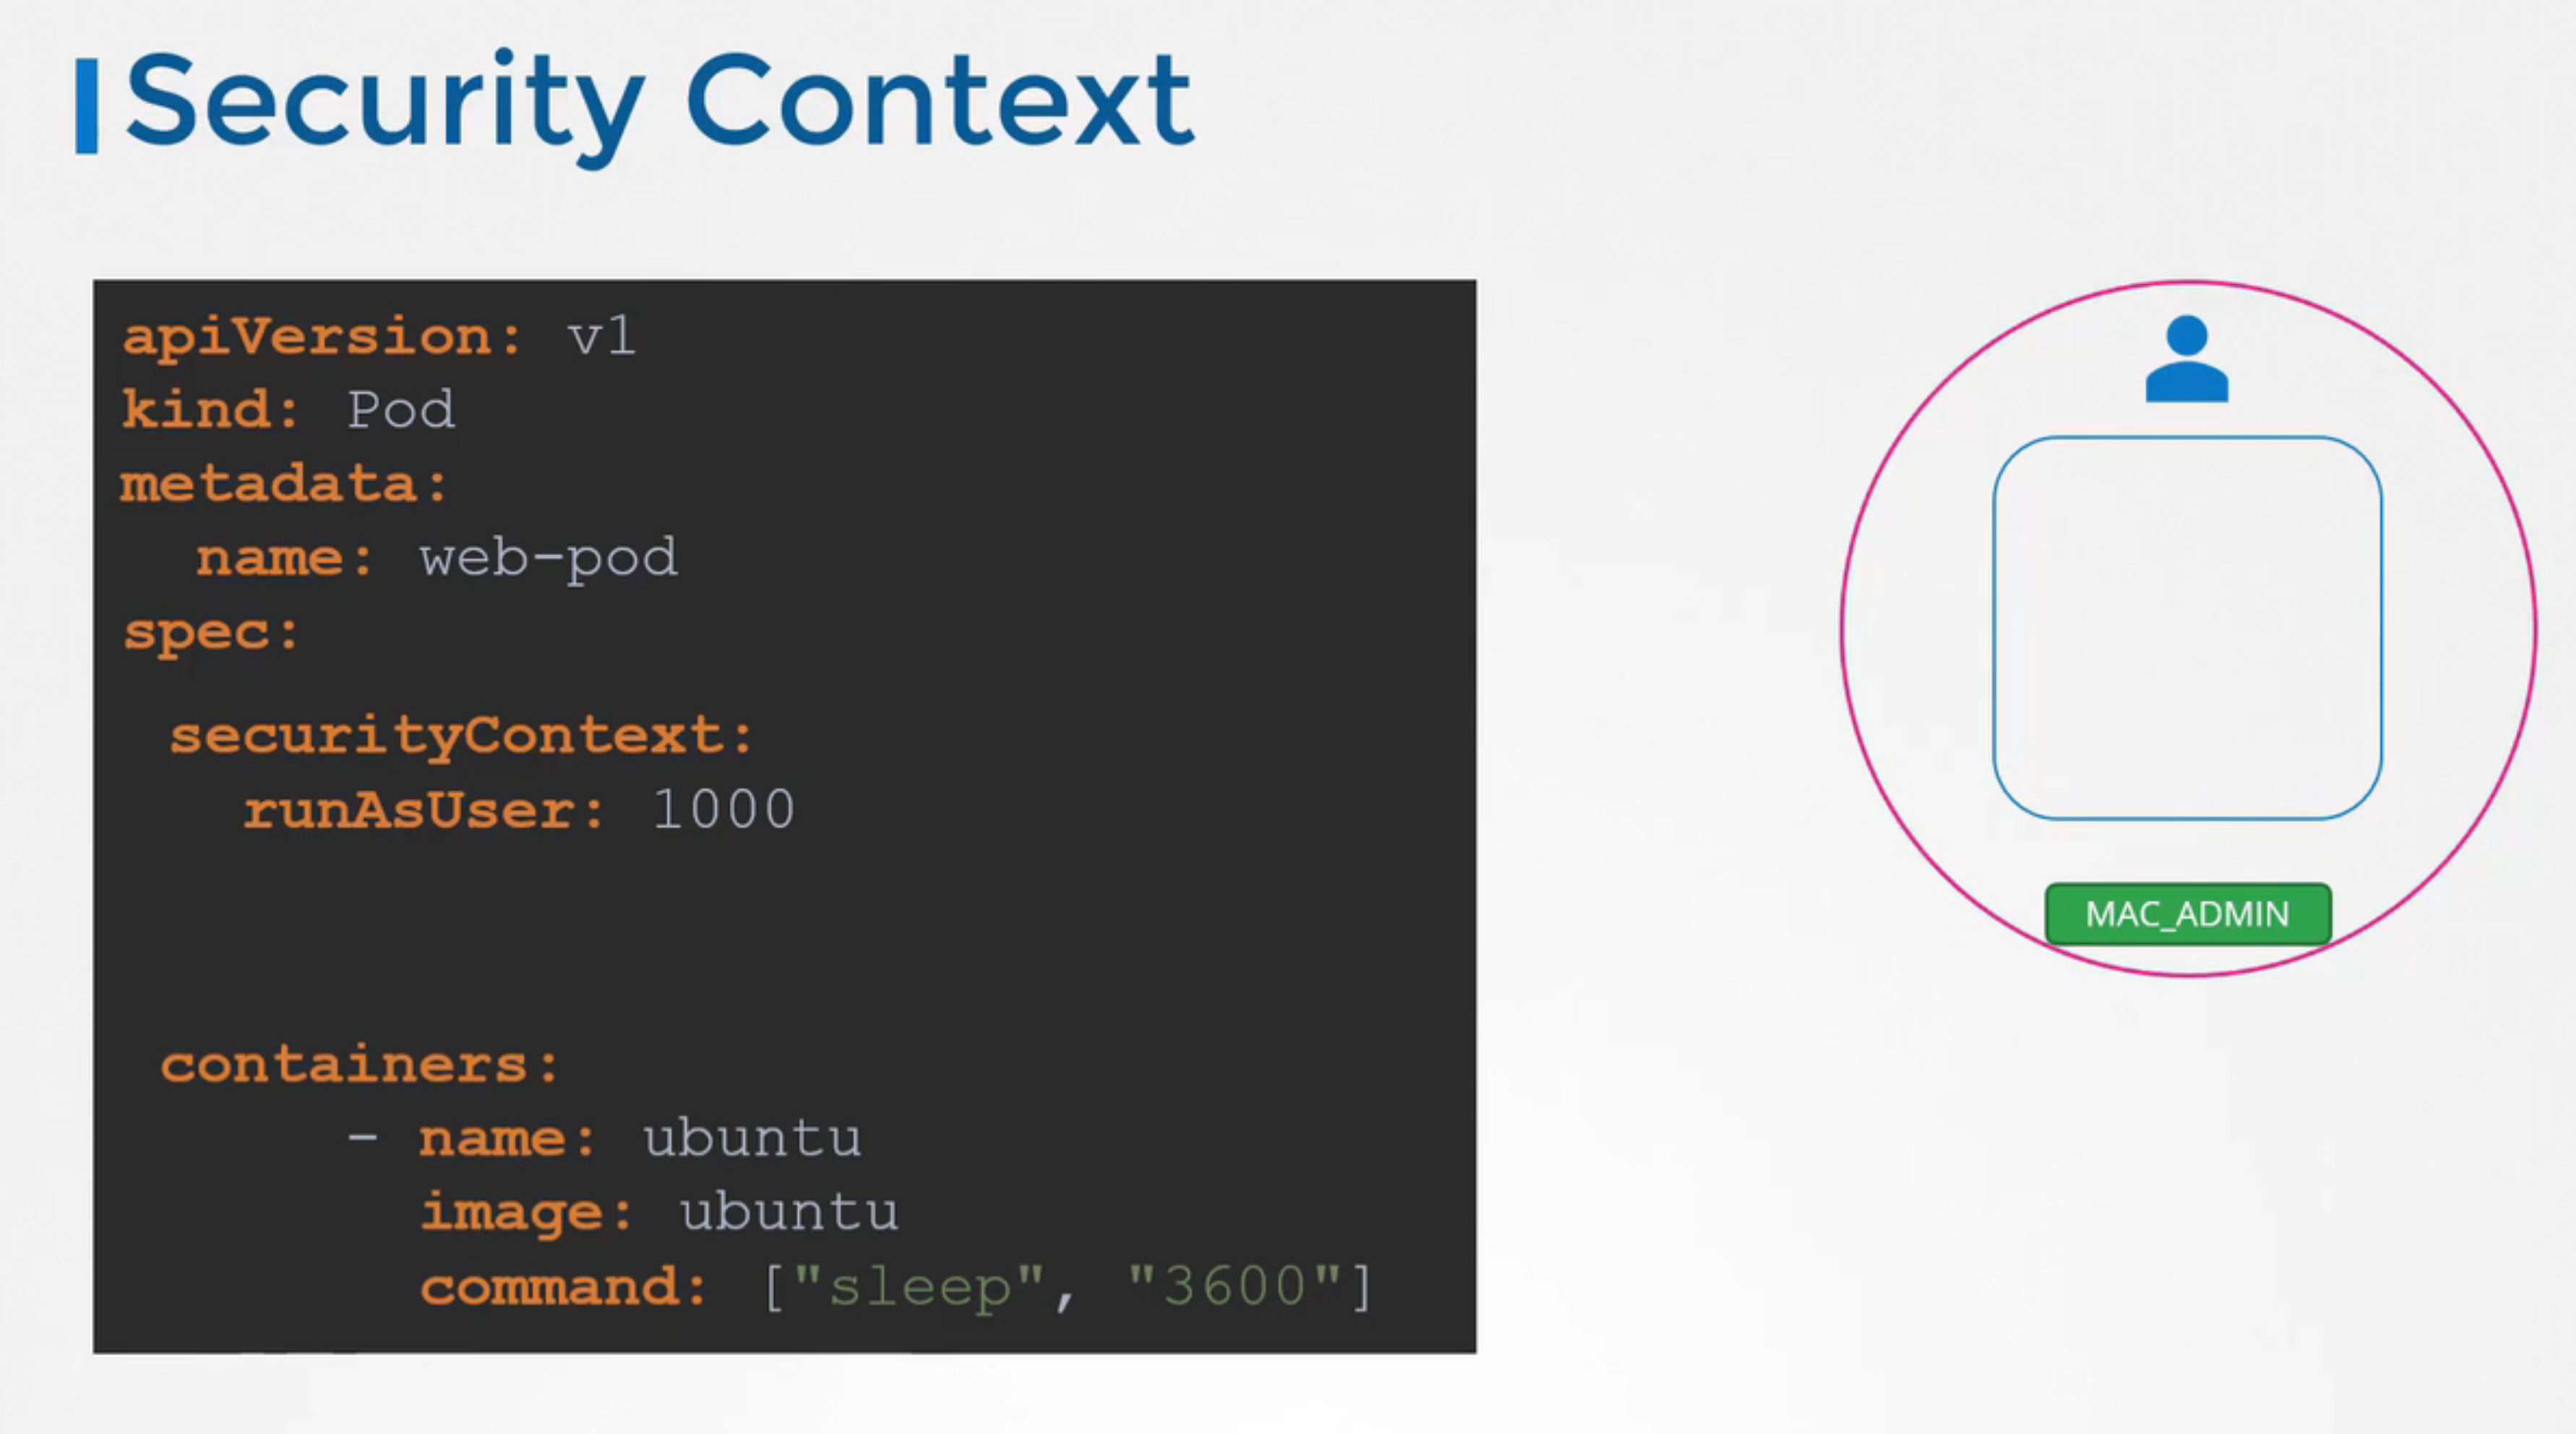 Security Context
apiVersion: v1
kind: Pod
metadata:
  name: web-pod
spec:
  securityContext:
    runAsUser: 1000
  containers:
      - name: ubuntu
        image: ubuntu
        command: ["sleep", "3600"]
MAC_ADMIN